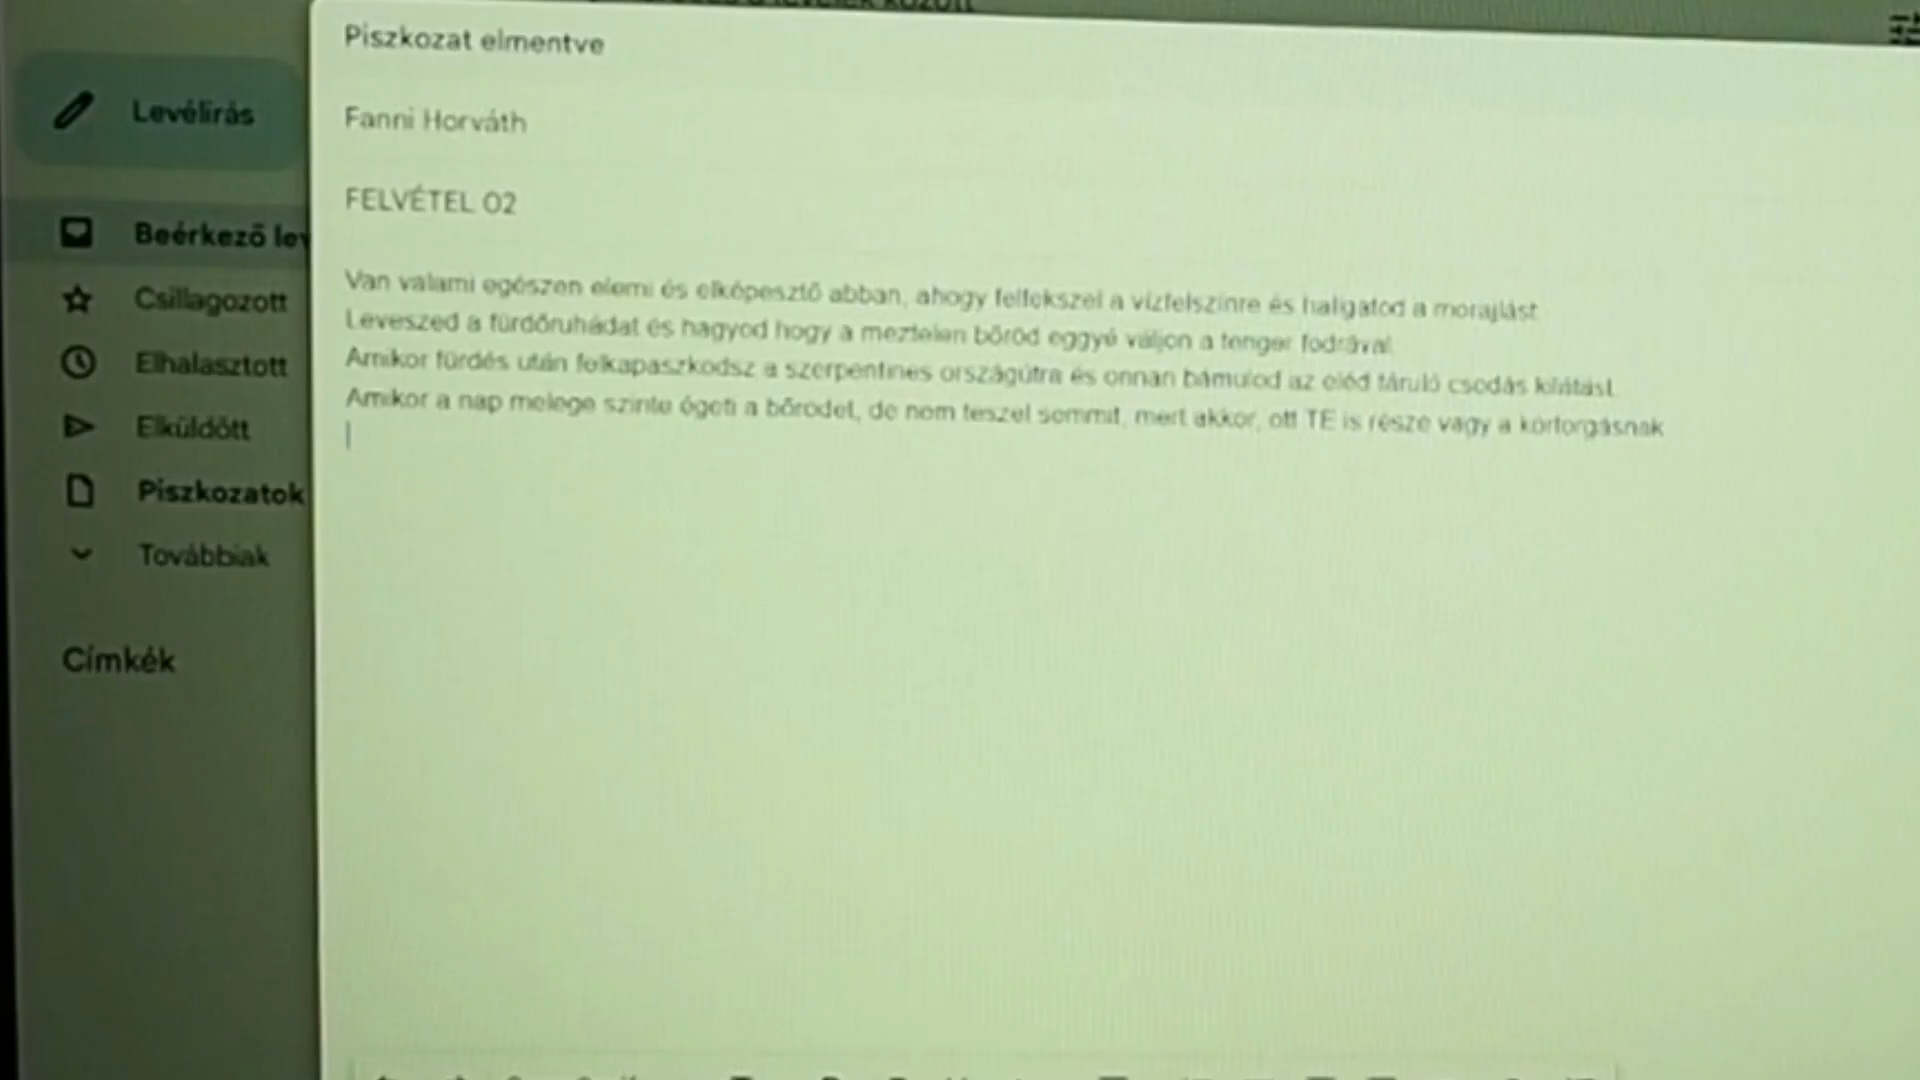 Piszkozat elmentve
Levélírás
Fanni Horváth
FELVÉTEL 02
Beérkező lev
Csillagozott
Elhalasztott
Elküldött
Piszkozatok
Továbbiak
Címkék
Van valami egészen elemi és elképesztő abban, ahogy felfekszel a vízfelszínre és hallgatod a morajlást.
Leveszed a fürdőruhádat és hagyod hogy a meztelen bőröd eggyé váljon a tenger fodrával.
Amikor fürdés után felkapaszkodsz a szerpentines országútra és onnan bámulod az eléd táruló csodás kilátást.
Amikor a nap melege szinte égeti a bőrödet, de nem teszel semmit, mert akkor, ott TE is része vagy a körforgásnak